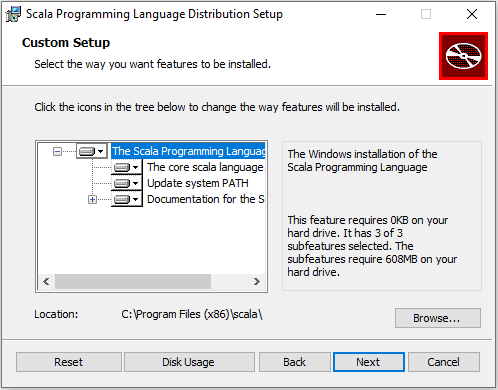 Scala Programming Language Distribution Setup
Custom Setup
Select the way you want features to be installed.
Click the icons in the tree below to change the way features will be installed.
The Scala Programming Language
The core scala language
Update system PATH
Documentation for the S
The Windows installation of the
Scala Programming Language
This feature requires 0KB on your
hard drive. It has 3 of 3
subfeatures selected. The
subfeatures require 608MB on your
hard drive.
Location:
C:\Program Files (x86)\scala\
Browse...
Reset
Disk Usage
Back
Next
Cancel